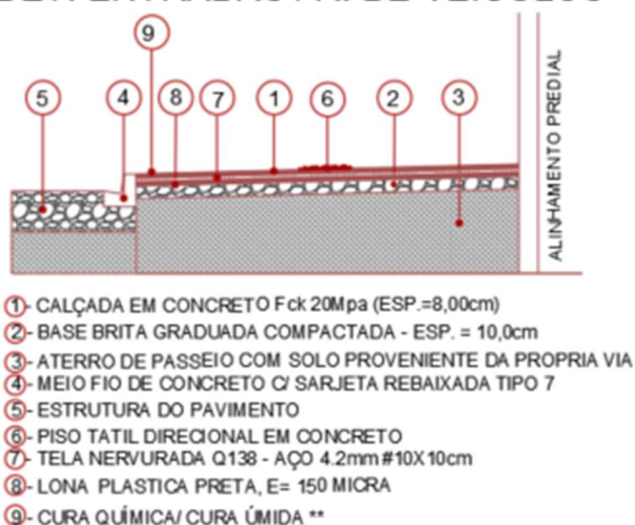 9
5
4
8
7
1
6
2
3
ALINHAMENTO PREDIAL
1- CALÇADA EM CONCRETO Fck 20Mpa (ESP.=8,00cm)
2- BASE BRITA GRADUADA COMPACTADA - ESP. = 10,0cm
3- ATERRO DE PASSEIO COM SOLO PROVENIENTE DA PROPRIA VIA
4- MEIO FIO DE CONCRETO C/ SARJETA REBAIXADA TIPO 7
5- ESTRUTURA DO PAVIMENTO
6- PISO TATIL DIRECIONAL EM CONCRETO
7- TELA NERVURADA Q138 - AÇO 4.2mm #10X10cm
8- LONA PLASTICA PRETA, E= 150 MICRA
9- CURA QUÍMICA/ CURA ÚMIDA **